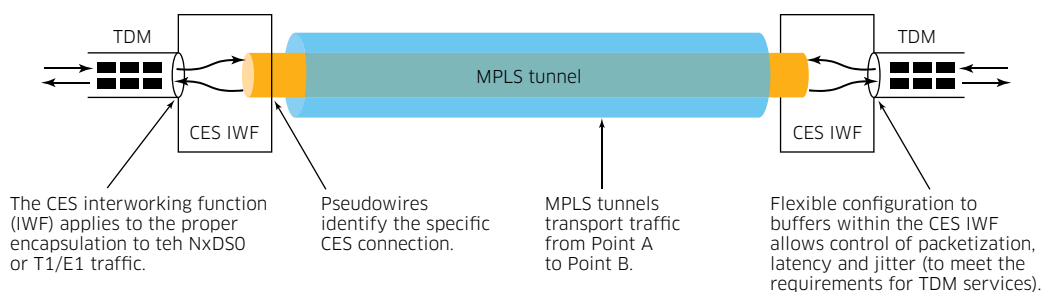 TDM
TDM
MPLS tunnel
CES IWF
CES IWF
The CES interworking function
(IWF) applies to the proper
encapsulation to teh NxDS0
or T1/E1 traffic.
Pseudowires
identify the specific
CES connection.
MPLS tunnels
transport traffic
from Point A
to Point B.
Flexible configuration to
buffers within the CES IWF
allows control of packetization,
latency and jitter (to meet the
requirements for TDM services).